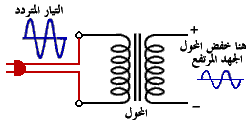 التيار المتردد
+
هنا خفض المحول
الجهد المرتفع
−
المحول